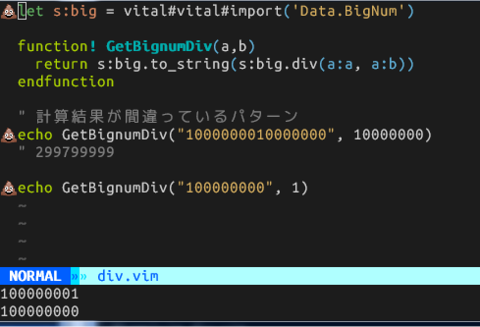 let s:big = vital#vital#import('Data.BigNum')
function! GetBignumDiv(a,b)
return s:big.to_string(s:big.div(a:a, a:b))
endfunction
" 計算結果が間違っているパターン
echo GetBignumDiv("1000000010000000", 10000000)
" 299799999
echo GetBignumDiv("100000000", 1)
~
~
~
~
NORMAL » » div.vim
100000001
100000000